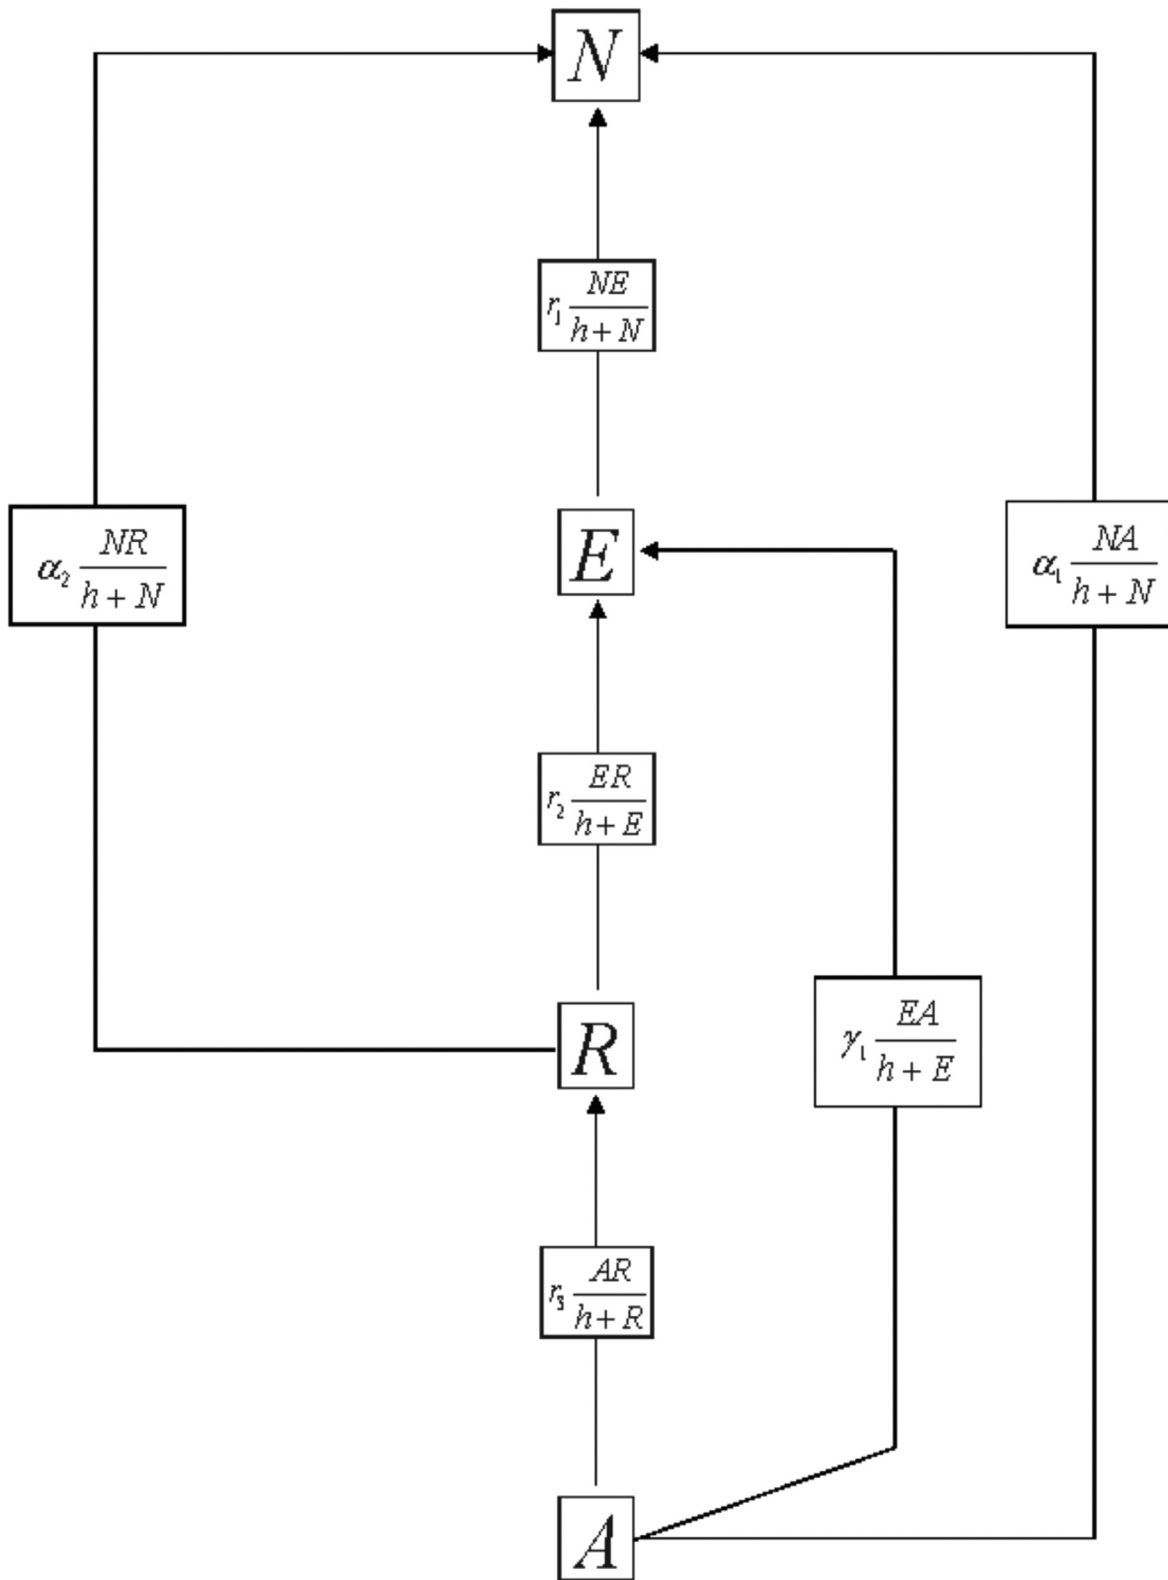 N
r₁ NE / h + N
α₂ NR / h + N
E
α₁ NA / h + N
r₂ ER / h + E
R
γ₁ EA / h + E
r₃ AR / h + R
A